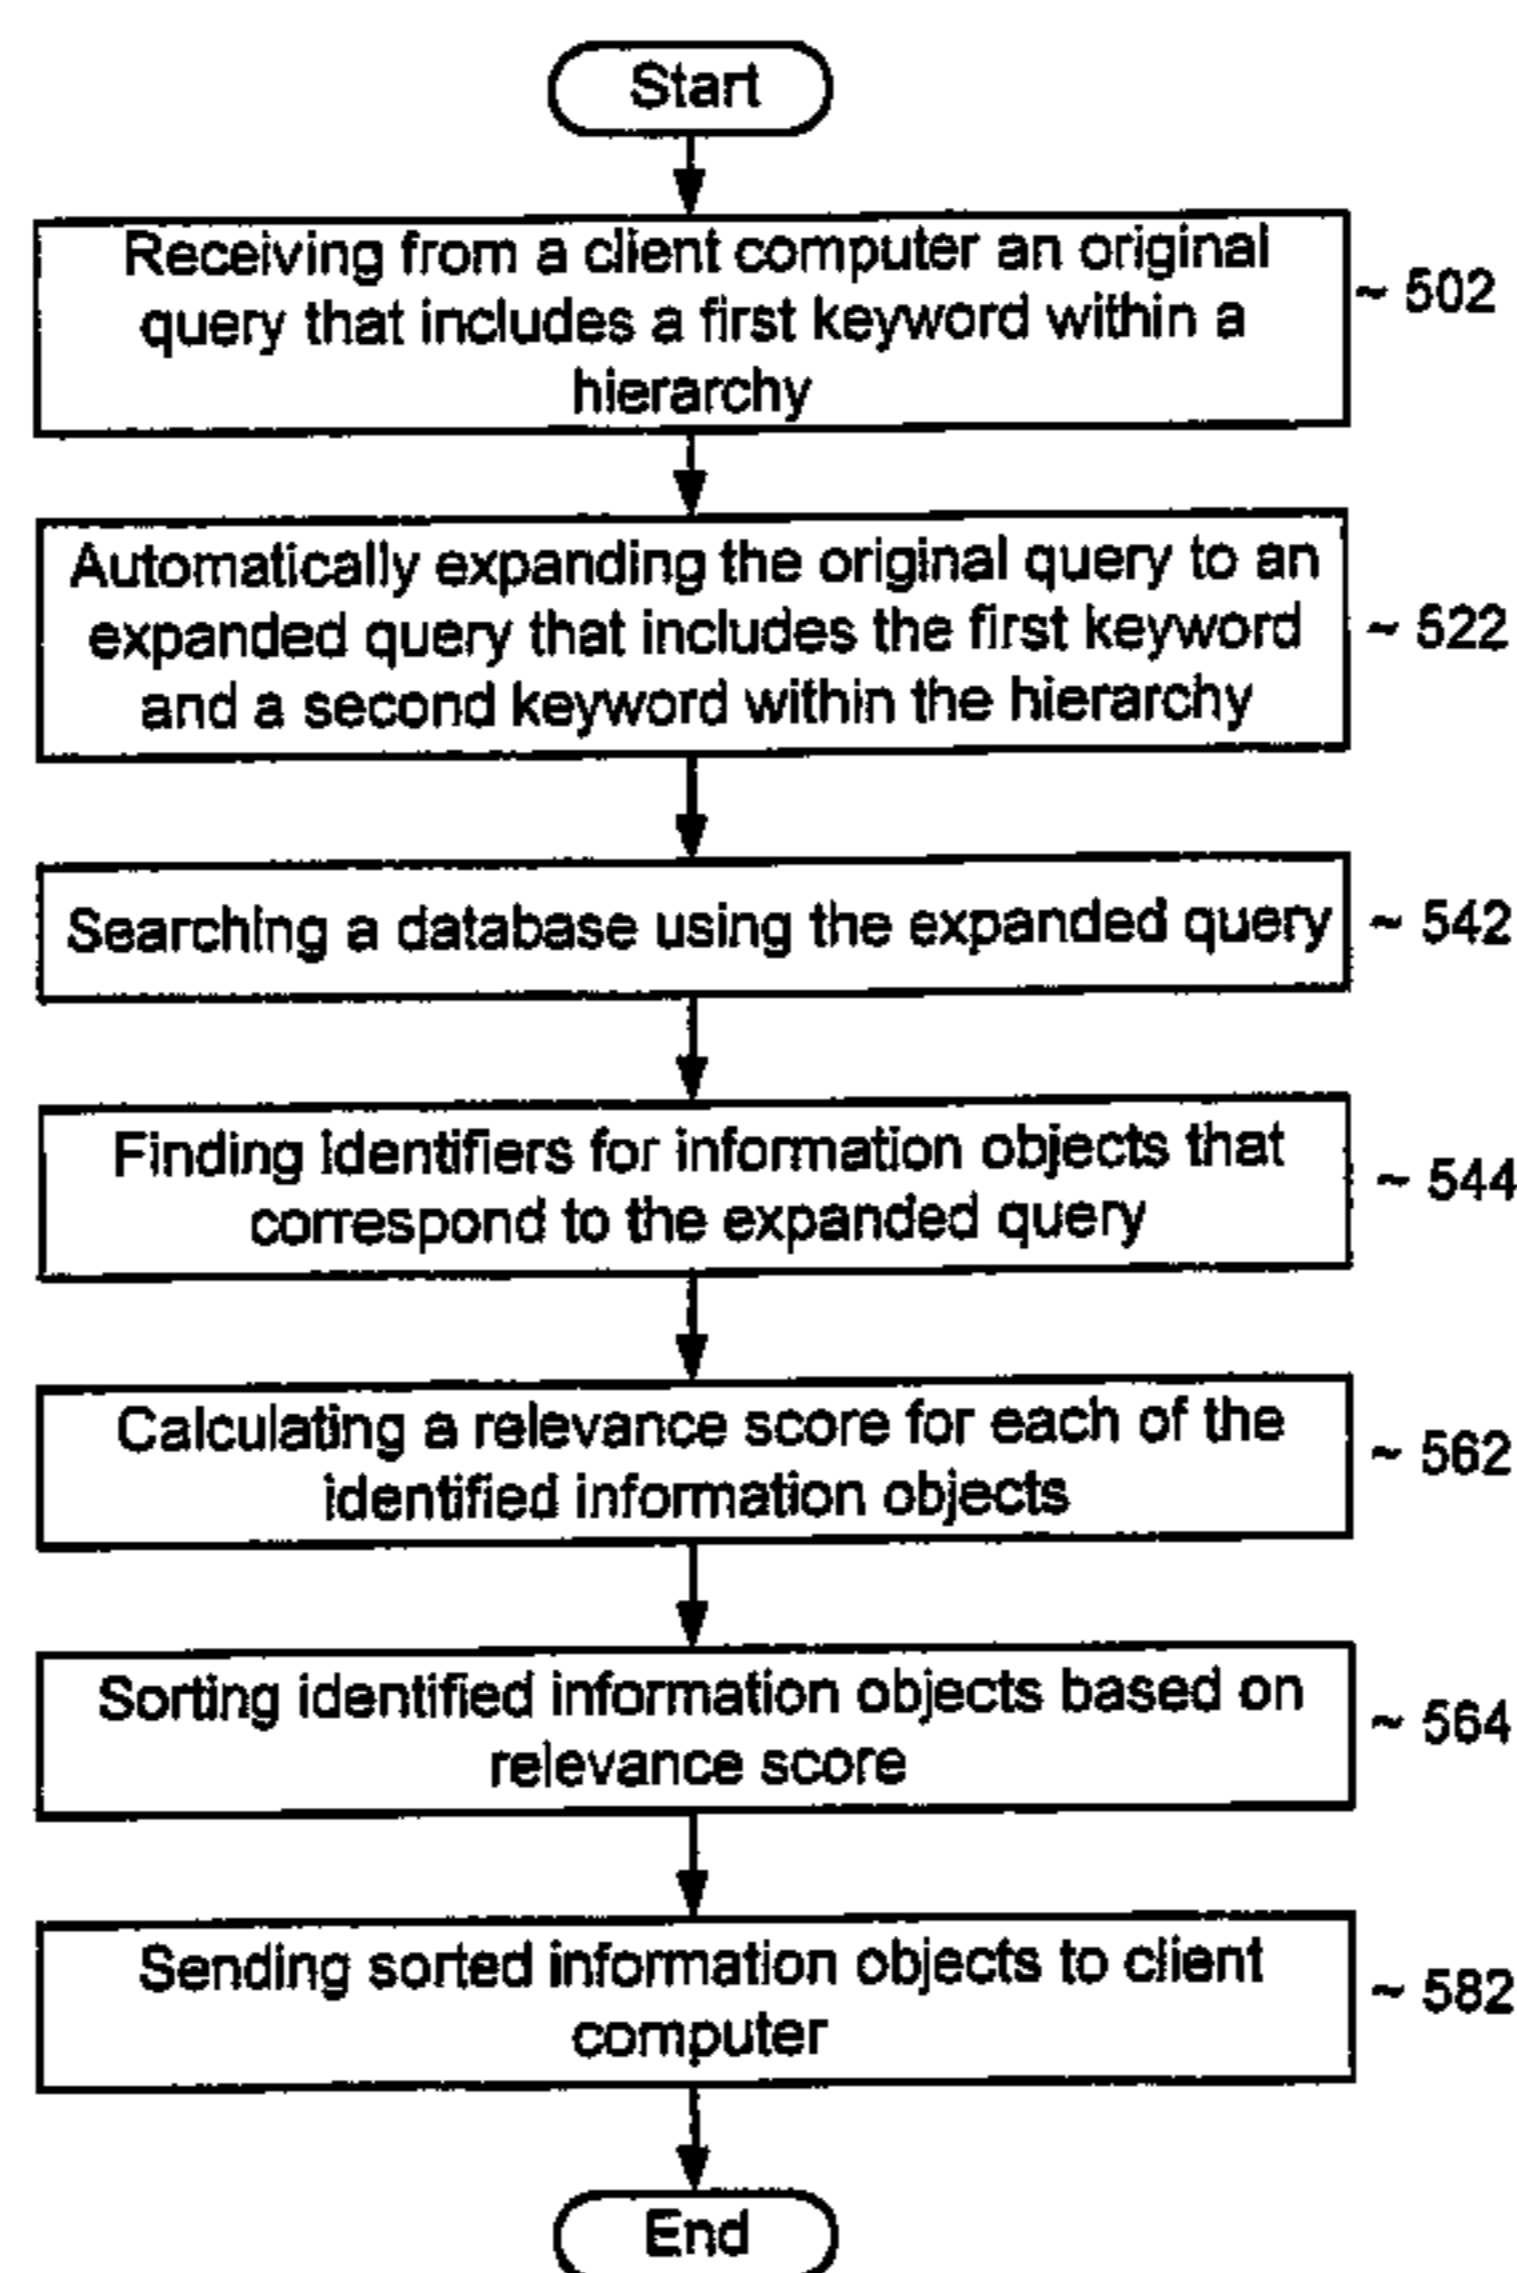 Start
Receiving from a client computer an original
query that includes a first keyword within a
hierarchy
~ 502
Automatically expanding the original query to an
expanded query that includes the first keyword
and a second keyword within the hierarchy
~ 522
Searching a database using the expanded query
~ 542
Finding identifiers for information objects that
correspond to the expanded query
~ 544
Calculating a relevance score for each of the
identified information objects
~ 562
Sorting identified information objects based on
relevance score
~ 564
Sending sorted information objects to client
computer
~ 582
End